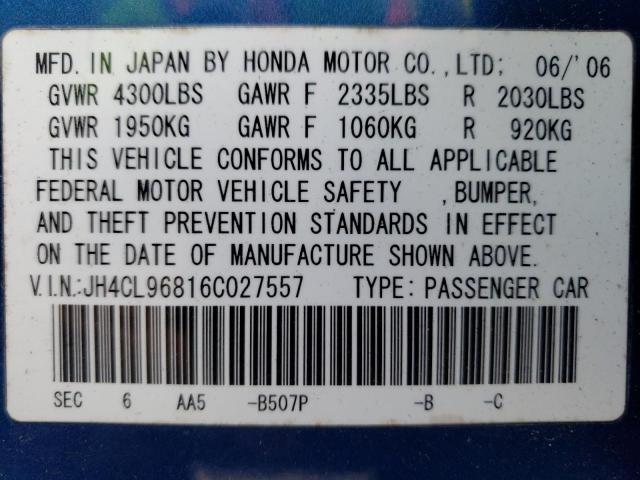 MFD. IN JAPAN BY HONDA MOTOR CO.,LTD; 06/'06
GVWR 4300LBS GAWR F 2335LBS R 2030LBS
GVWR 1950KG GAWR F 1060KG R 920KG
THIS VEHICLE CONFORMS TO ALL APPLICABLE
FEDERAL MOTOR VEHICLE SAFETY ,BUMPER,
AND THEFT PREVENTION STANDARDS IN EFFECT
ON THE DATE OF MANUFACTURE SHOWN ABOVE.
V.I.N.:JH4CL96816C027557 TYPE: PASSENGER CAR
SEC 6 AA5 -B507P -B -C